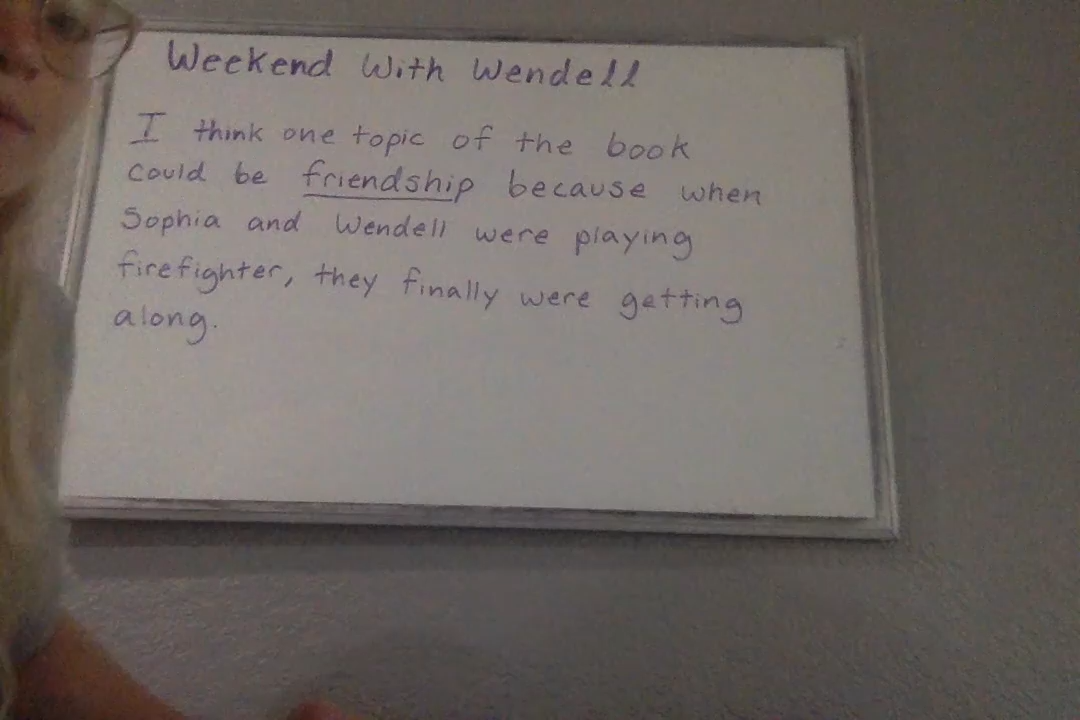 Weekend With Wendell
I think one topic of the book
could be friendship because when
Sophia and Wendell were playing
firefighter, they finally were getting
along.